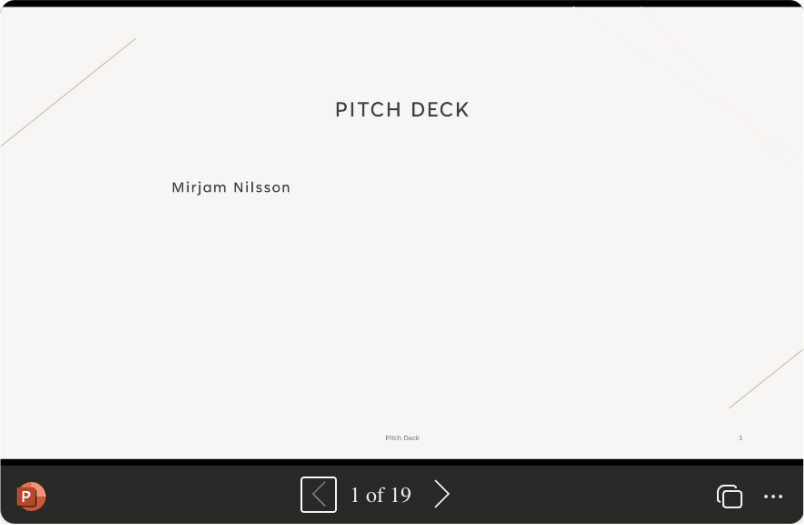 PITCH DECK
Mirjam Nilsson
Pitch Deck
1
P
1 of 19